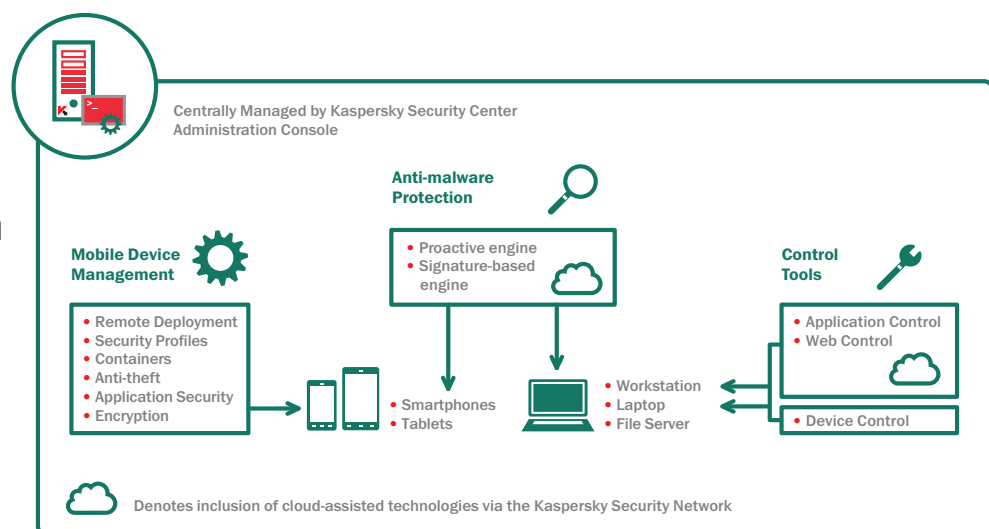 Centrally Managed by Kaspersky Security Center
Administration Console
Anti-malware
Protection
• Proactive engine
• Signature-based
engine
Mobile Device
Management
• Remote Deployment
• Security Profiles
• Containers
• Anti-theft
• Application Security
• Encryption
• Smartphones
• Tablets
• Workstation
• Laptop
• File Server
Control
Tools
• Application Control
• Web Control
• Device Control
Denotes inclusion of cloud-assisted technologies via the Kaspersky Security Network